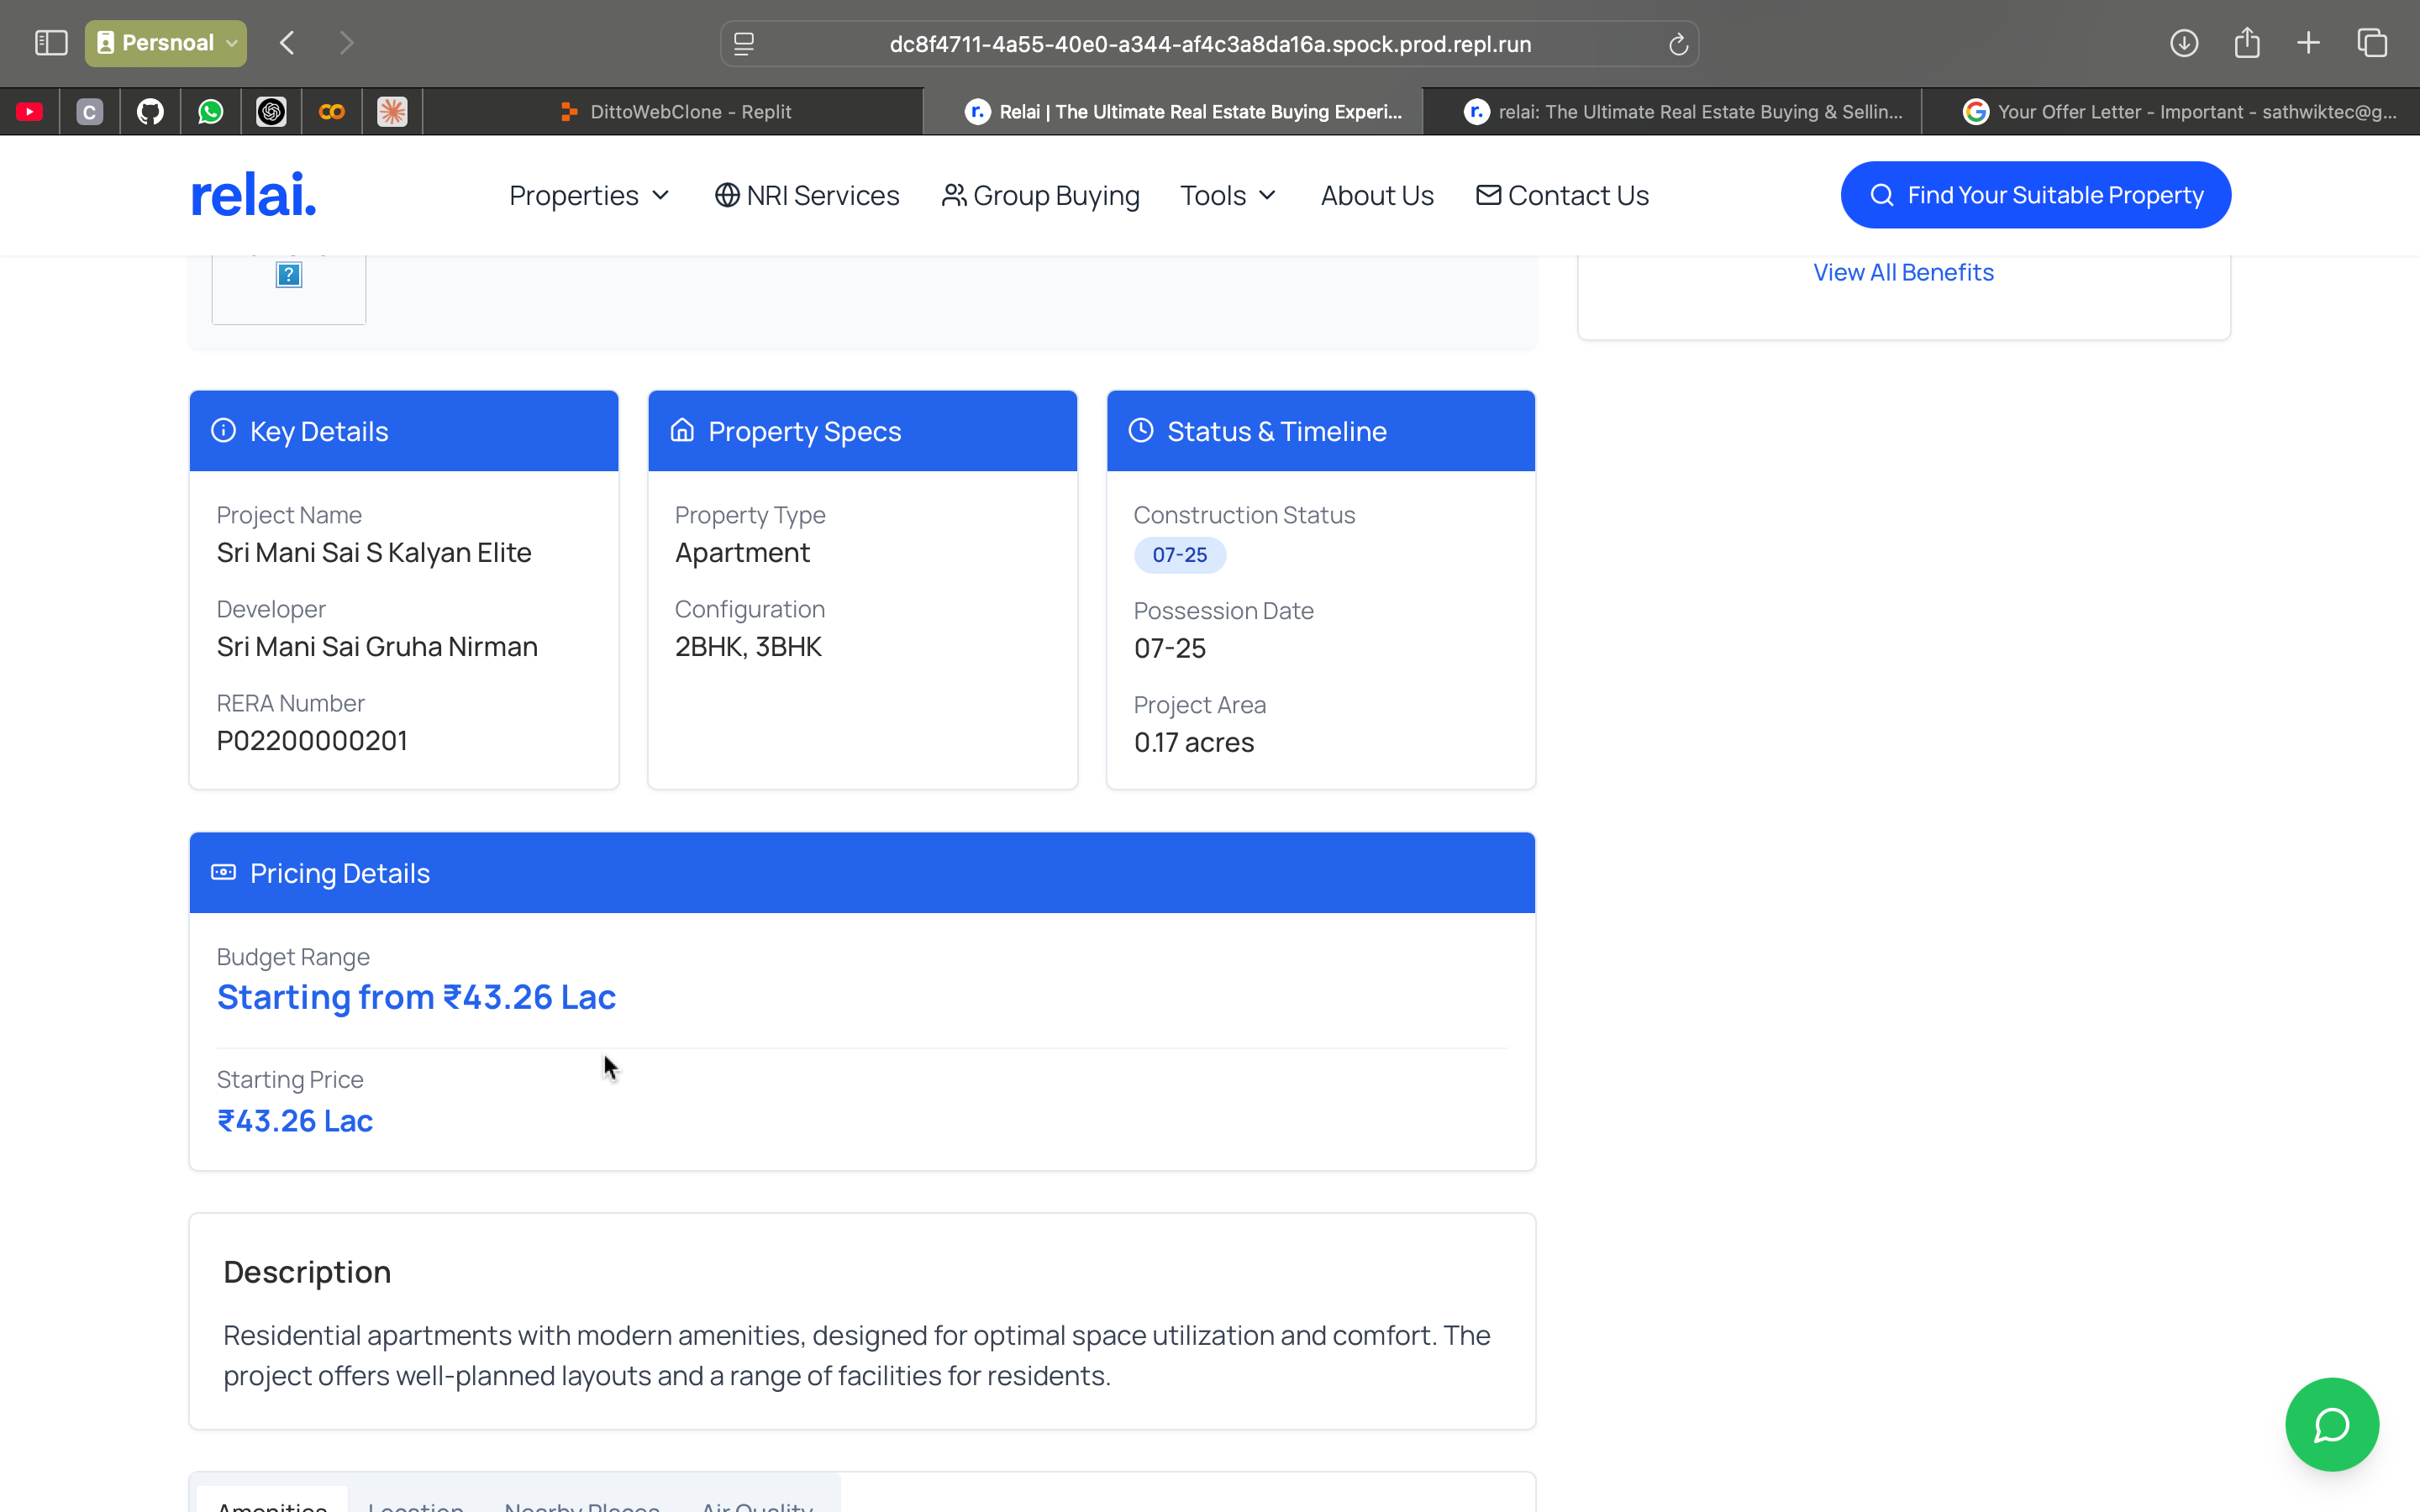 Persnoal
dc8f4711-4a55-40e0-a344-af4c3a8da16a.spock.prod.repl.run
C
DittoWebClone - Replit
r. Relai | The Ultimate Real Estate Buying Experi...
r. relai: The Ultimate Real Estate Buying & Sellin...
G Your Offer Letter - Important - sathwiktec@g...
relai.
Properties
NRI Services
Group Buying
Tools
About Us
Contact Us
Find Your Suitable Property
?
View All Benefits
Key Details
Project Name
Sri Mani Sai S Kalyan Elite
Developer
Sri Mani Sai Gruha Nirman
RERA Number
P02200000201
Property Specs
Property Type
Apartment
Configuration
2BHK, 3BHK
Status & Timeline
Construction Status
07-25
Possession Date
07-25
Project Area
0.17 acres
Pricing Details
Budget Range
Starting from ₹43.26 Lac
Starting Price
₹43.26 Lac
Description
Residential apartments with modern amenities, designed for optimal space utilization and comfort. The
project offers well-planned layouts and a range of facilities for residents.
Amenities
Location
Nearby Places
Air Quality